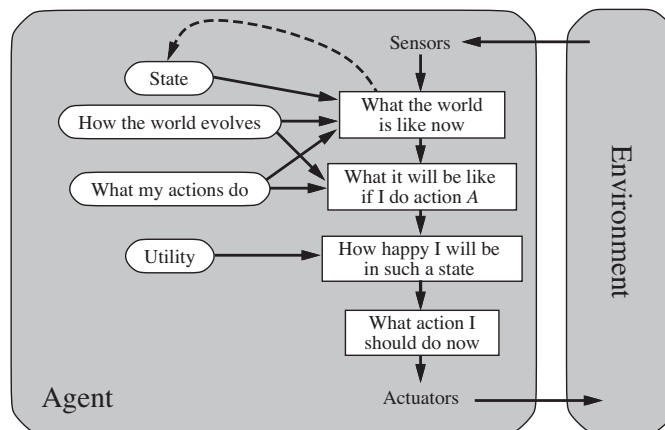 Sensors
State
What the world
is like now
How the world evolves
What it will be like
if I do action A
What my actions do
How happy I will be
in such a state
Utility
What action I
should do now
Agent
Actuators
Environment